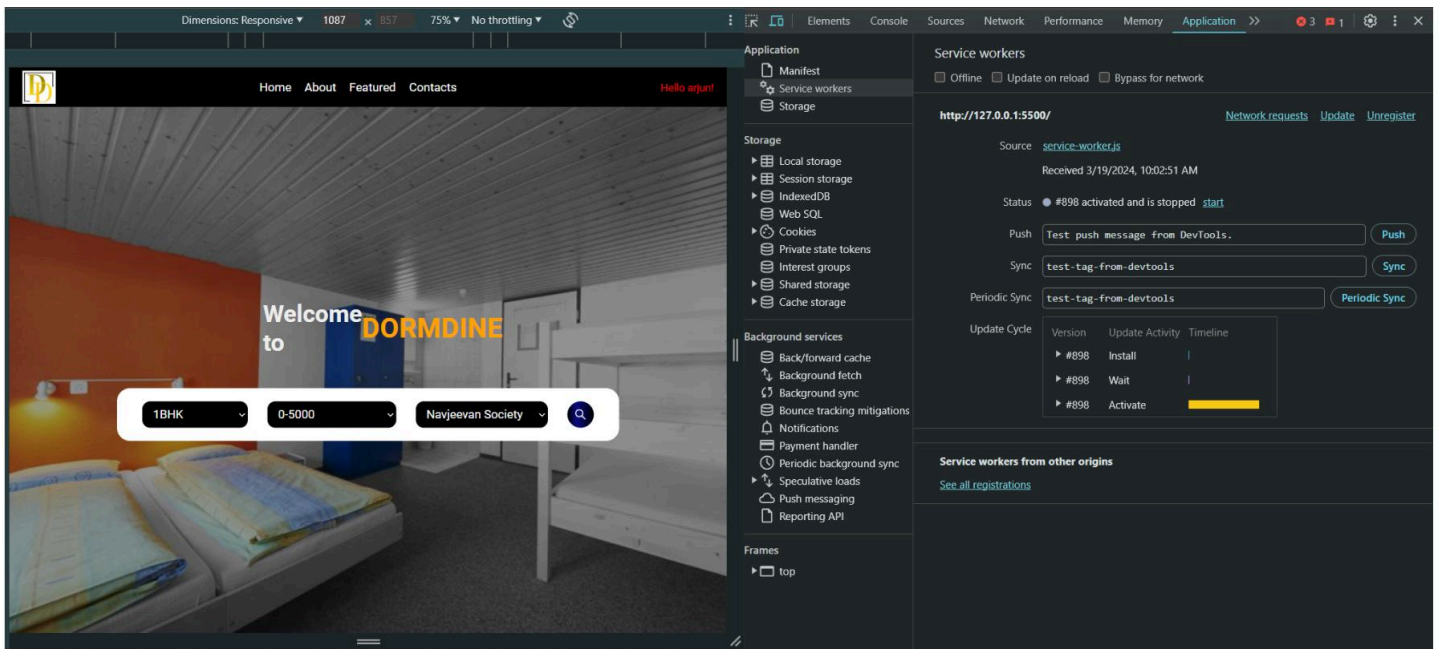 Dimensions: Responsive ▼ 1087 × 857 75% ▼ No throttling ▼
DD
Home About Featured Contacts Hello arjun!
Welcome to
DORMDINE
1BHK 0-5000 Navjeevan Society
Elements Console Sources Network Performance Memory Application >> 3 1
Application
Manifest
Service workers
Storage
Storage
Local storage
Session storage
IndexedDB
Web SQL
Cookies
Private state tokens
Interest groups
Shared storage
Cache storage
Background services
Back/forward cache
Background fetch
Background sync
Bounce tracking mitigations
Notifications
Payment handler
Periodic background sync
Speculative loads
Push messaging
Reporting API
Frames
top
Service workers
Offline Update on reload Bypass for network
http://127.0.0.1:5500/ Network requests Update Unregister
Source service-worker.js
Received 3/19/2024, 10:02:51 AM
Status #898 activated and is stopped start
Push Test push message from DevTools. Push
Sync test-tag-from-devtools Sync
Periodic Sync test-tag-from-devtools Periodic Sync
Update Cycle Version Update Activity Timeline
#898 Install
#898 Wait
#898 Activate
Service workers from other origins
See all registrations